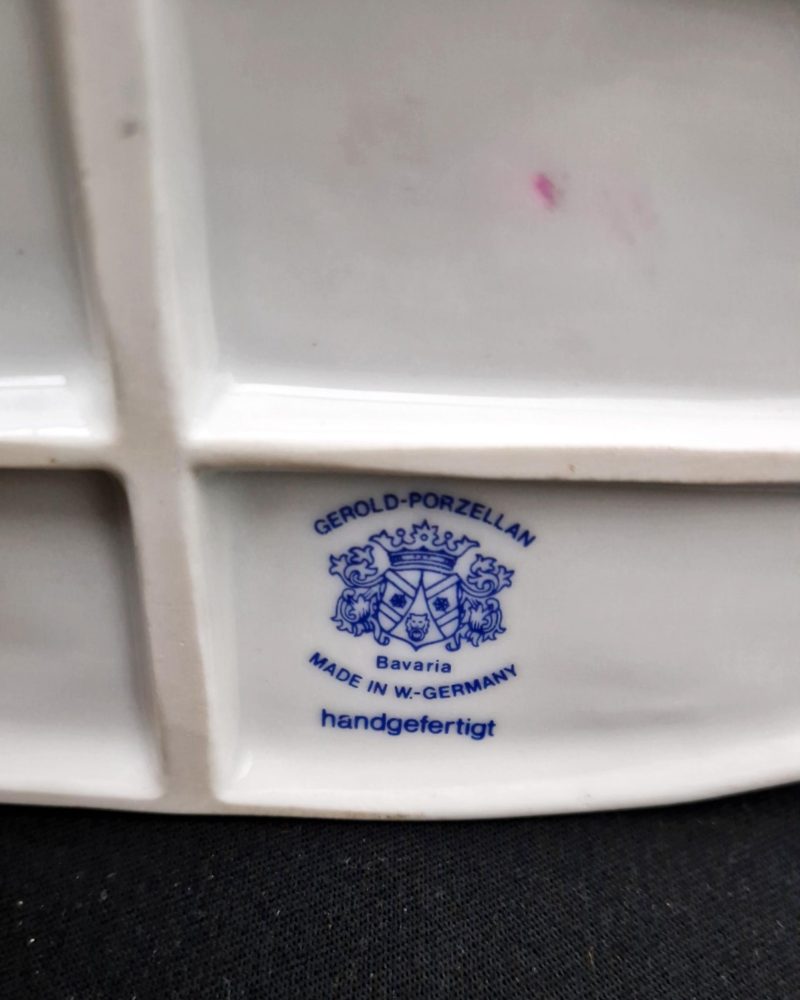 GEROLD-PORZELLAN
Bavaria
MADE IN W.-GERMANY
handgefertigt